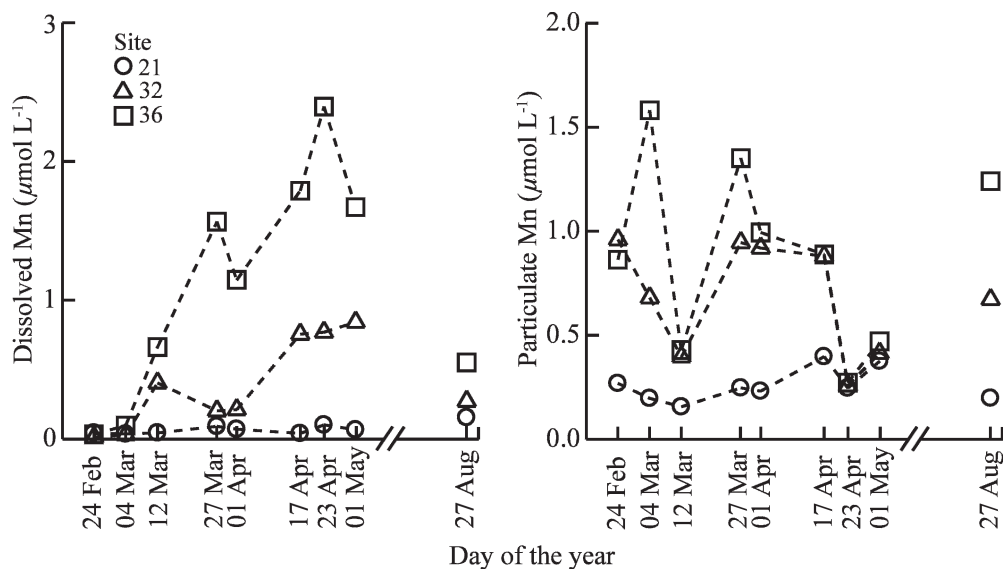 Dissolved Mn (μmol L⁻¹)
3
2
1
0
Site
21
32
36
24 Feb
04 Mar
12 Mar
27 Mar
01 Apr
17 Apr
23 Apr
01 May
27 Aug
Particulate Mn (μmol L⁻¹)
2.0
1.5
1.0
0.5
0.0
24 Feb
04 Mar
12 Mar
27 Mar
01 Apr
17 Apr
23 Apr
01 May
27 Aug
Day of the year